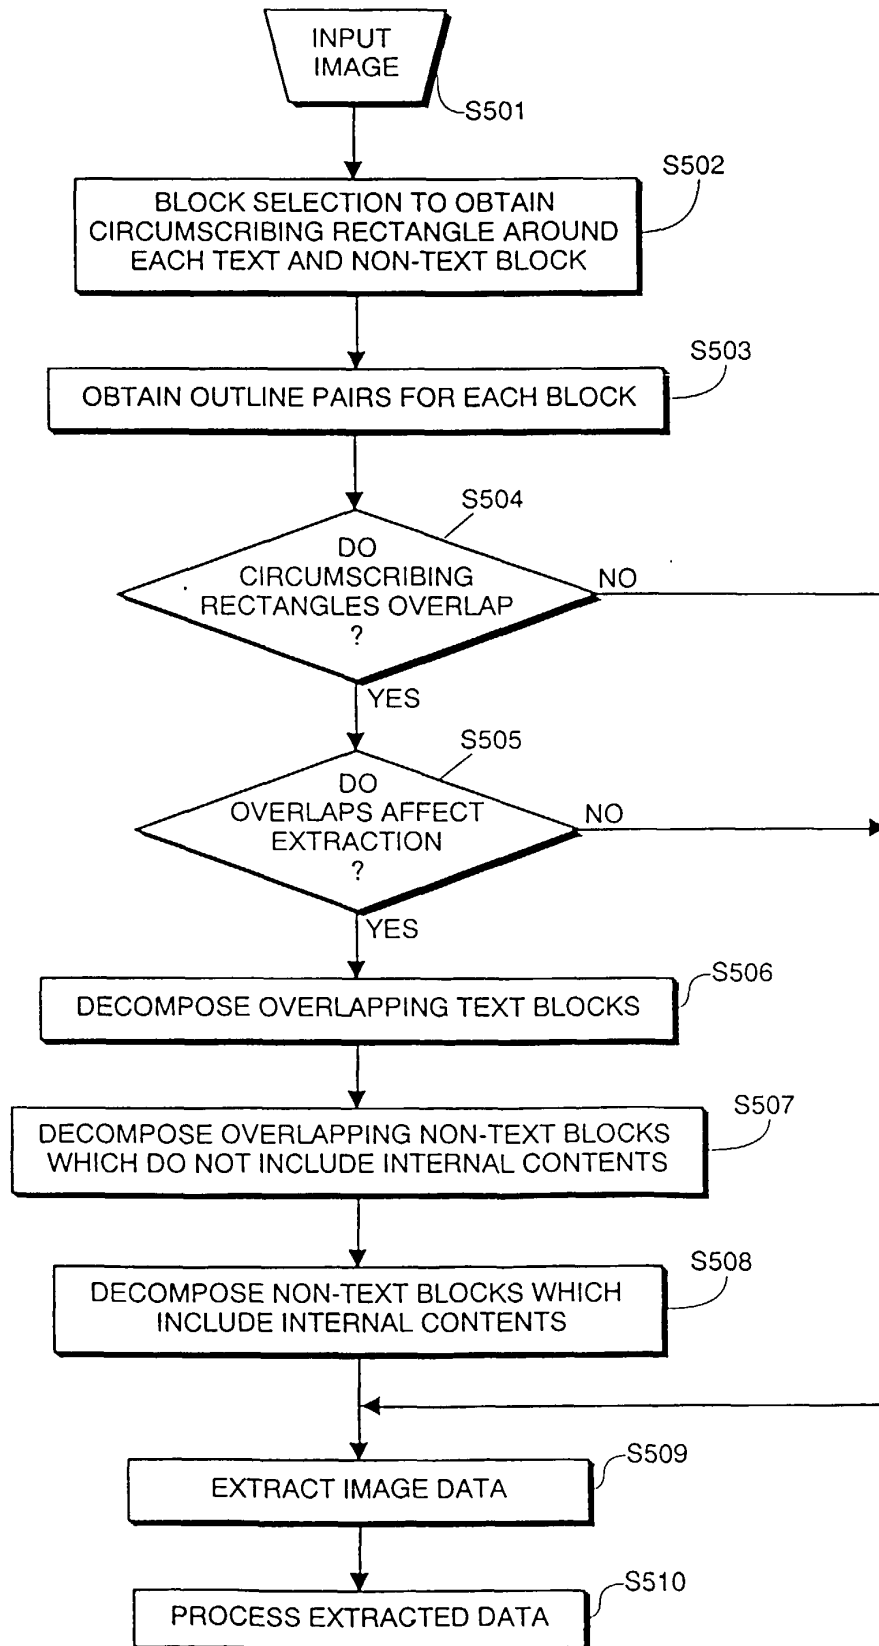 INPUT
IMAGE
S501
S502
BLOCK SELECTION TO OBTAIN
CIRCUMSCRIBING RECTANGLE AROUND
EACH TEXT AND NON-TEXT BLOCK
S503
OBTAIN OUTLINE PAIRS FOR EACH BLOCK
S504
DO
CIRCUMSCRIBING
RECTANGLES OVERLAP
?
NO
YES
S505
DO
OVERLAPS AFFECT
EXTRACTION
?
NO
YES
S506
DECOMPOSE OVERLAPPING TEXT BLOCKS
S507
DECOMPOSE OVERLAPPING NON-TEXT BLOCKS
WHICH DO NOT INCLUDE INTERNAL CONTENTS
S508
DECOMPOSE NON-TEXT BLOCKS WHICH
INCLUDE INTERNAL CONTENTS
S509
EXTRACT IMAGE DATA
S510
PROCESS EXTRACTED DATA